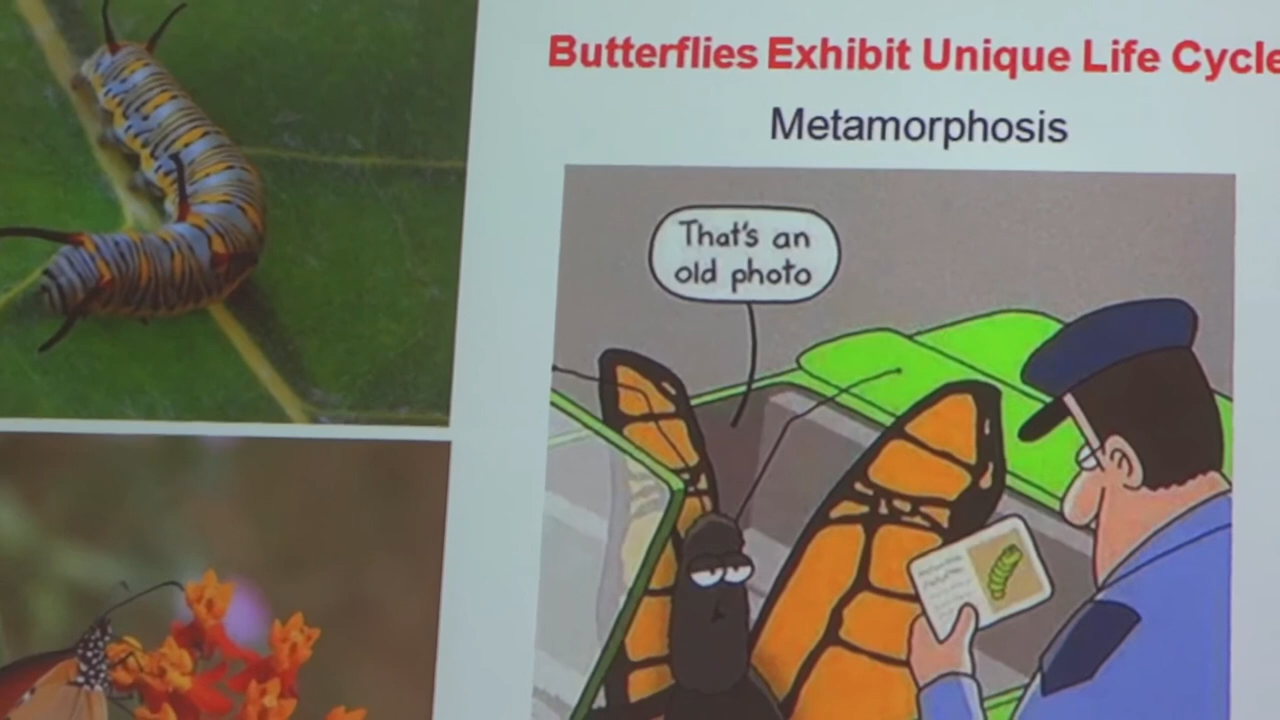 Butterflies Exhibit Unique Life Cycle
Metamorphosis
That's an
old photo